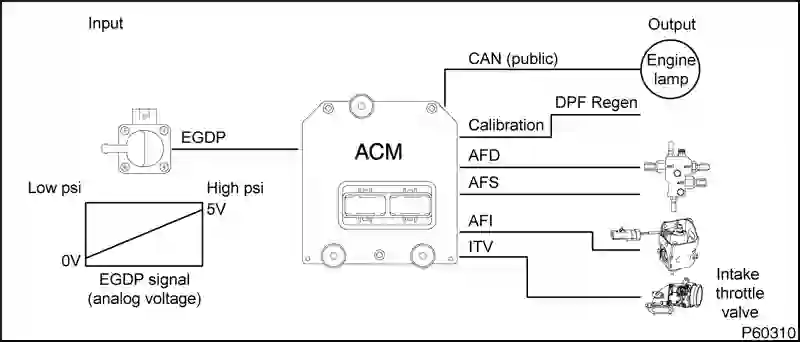 Input
Output
CAN (public)
Engine
lamp
DPF Regen
Calibration
EGDP
ACM
AFD
AFS
Low psi
High psi
5V
0V
EGDP signal
(analog voltage)
AFI
ITV
Intake
throttle
valve
P60310